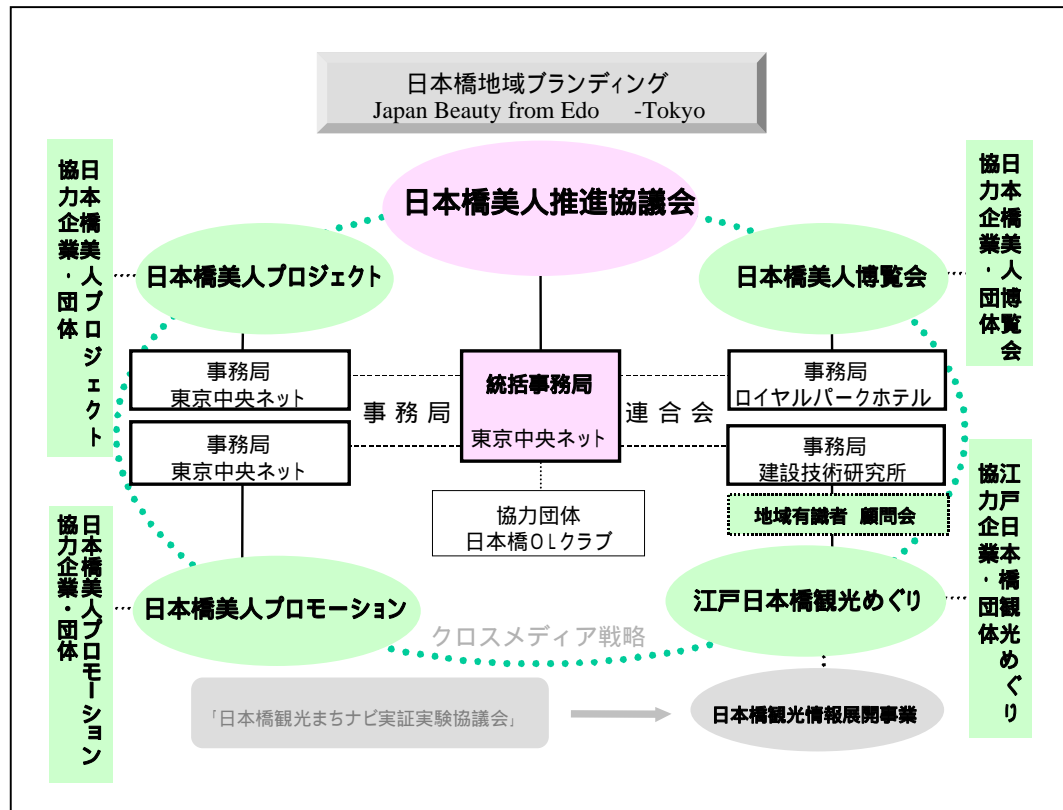 日本橋地域ブランディング
Japan Beauty from Edo -Tokyo
日本橋美人推進協議会
日本橋美人プロジェクト
協力企業・団体
日本橋美人プロジェクト
日本橋美人博覧会
日本橋美人博覧会
協力企業・団体
事務局
東京中央ネット
事務局
東京中央ネット
事務局
統括事務局
東京中央ネット
連合会
事務局
ロイヤルパークホテル
事務局
建設技術研究所
地域有識者 顧問会
協力団体
日本橋OLクラブ
日本橋美人プロモーション
協力企業・団体
日本橋美人プロモーション
江戸日本橋観光めぐり
江戸日本橋観光めぐり
協力企業・団体
クロスメディア戦略
「日本橋観光まちナビ実証実験協議会」
日本橋観光情報展開事業